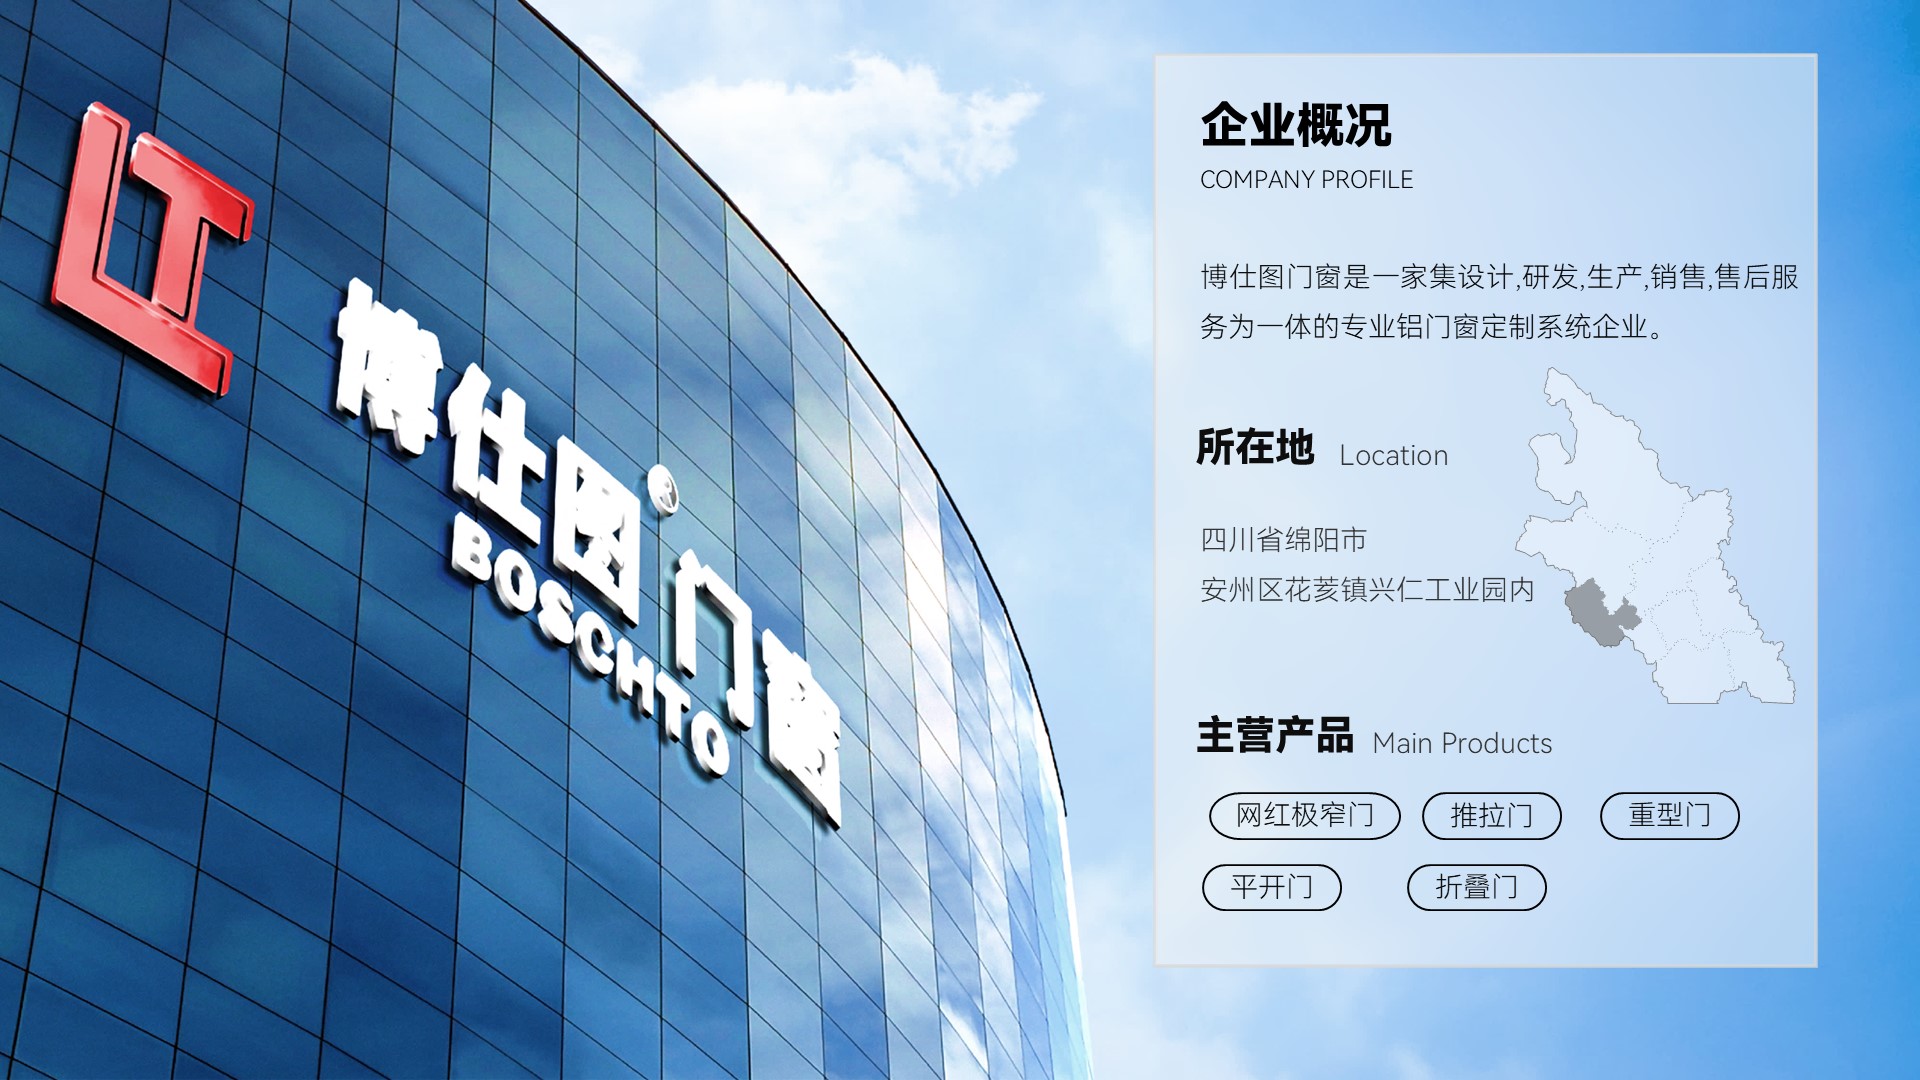 LT
博仕图®门窗
BOSCHTO
企业概况
COMPANY PROFILE
博仕图门窗是一家集设计,研发,生产,销售,售后服
务为一体的专业铝门窗定制系统企业。
所在地 Location
四川省绵阳市
安州区花荄镇兴仁工业园内
主营产品 Main Products
网红极窄门 推拉门 重型门
平开门 折叠门